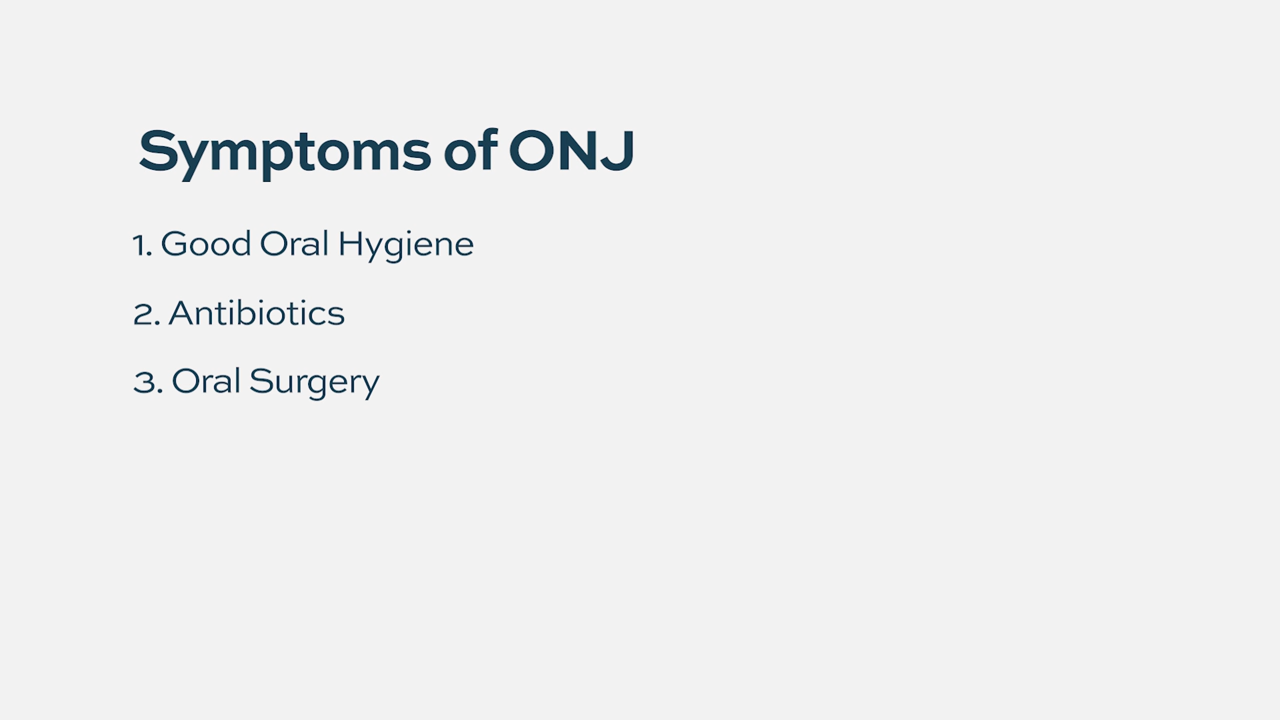 Symptoms of ONJ
1. Good Oral Hygiene
2. Antibiotics
3. Oral Surgery